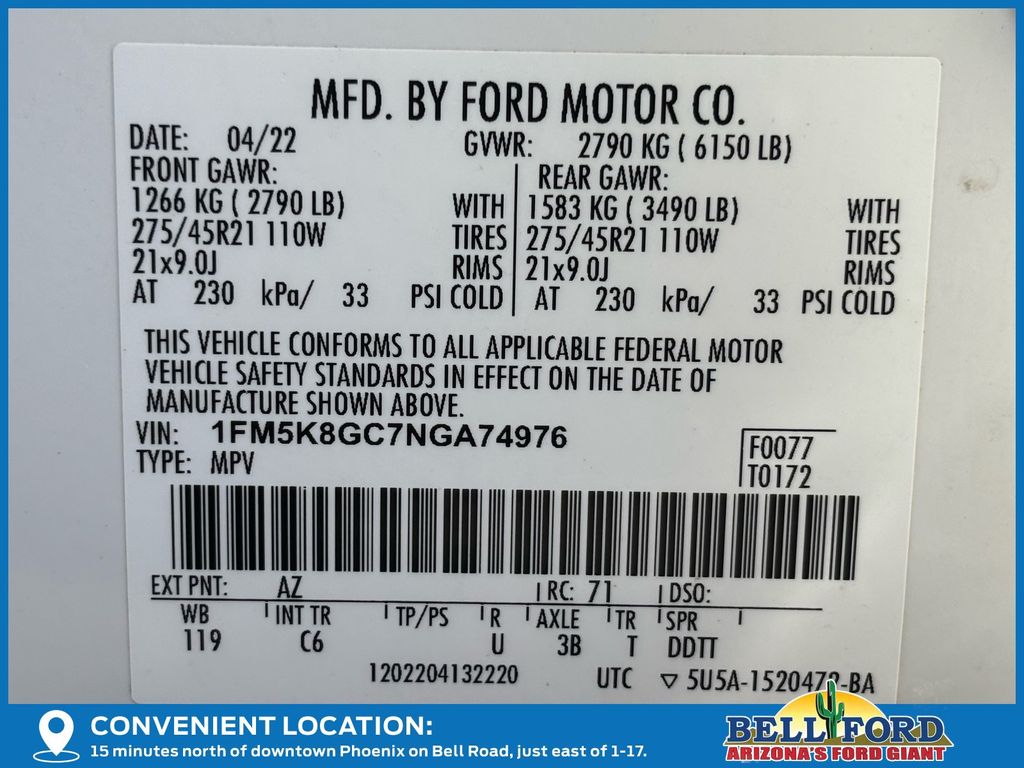 MFD. BY FORD MOTOR CO.
DATE: 04/22 GVWR: 2790 KG ( 6150 LB)
FRONT GAWR: REAR GAWR:
1266 KG ( 2790 LB) WITH 1583 KG ( 3490 LB) WITH
275/45R21 110W TIRES 275/45R21 110W TIRES
21x9.0J RIMS 21x9.0J RIMS
AT 230 kPa/ 33 PSI COLD AT 230 kPa/ 33 PSI COLD
THIS VEHICLE CONFORMS TO ALL APPLICABLE FEDERAL MOTOR
VEHICLE SAFETY STANDARDS IN EFFECT ON THE DATE OF
MANUFACTURE SHOWN ABOVE.
VIN: 1FM5K8GC7NGA74976
TYPE: MPV
F0077
T0172
EXT PNT: AZ RC: 71 DSO:
WB INT TR TP/PS R AXLE TR SPR
119 C6 U 3B T DDTT
1202204132220 UTC ▽ 5U5A-1520472-BA
CONVENIENT LOCATION:
15 minutes north of downtown Phoenix on Bell Road, just east of 1-17.
BELL FORD
ARIZONA'S FORD GIANT